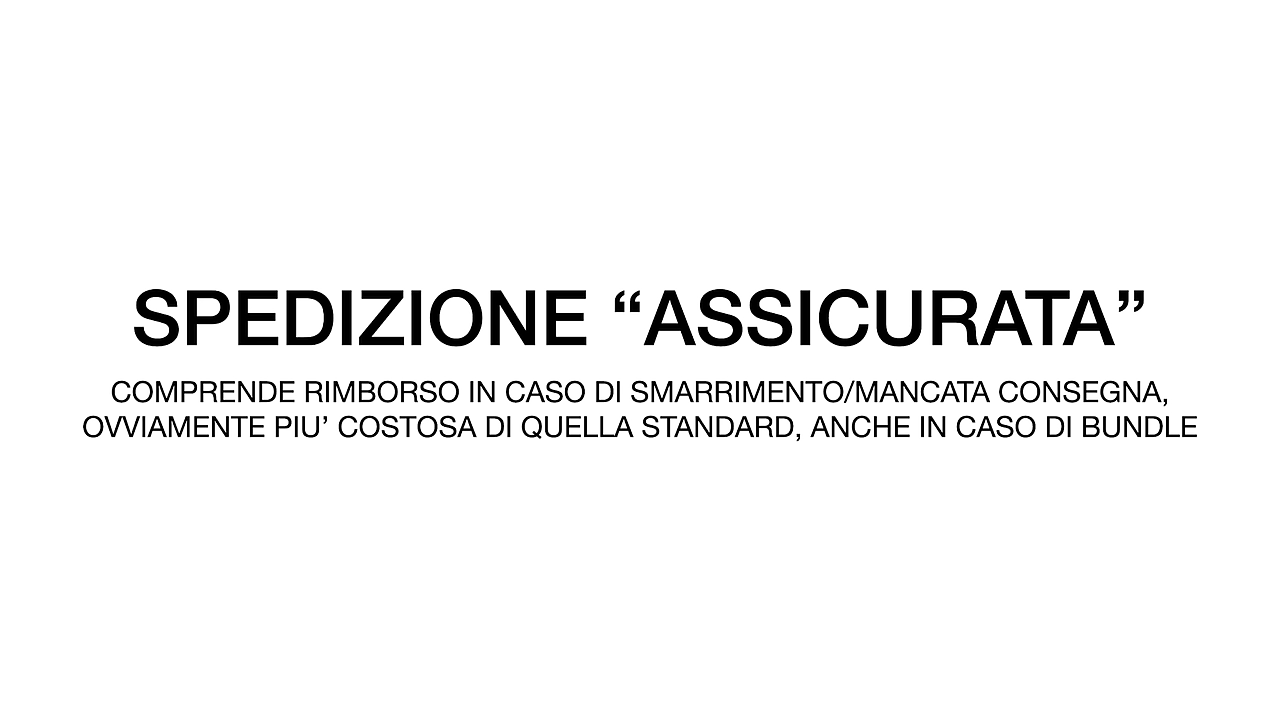 SPEDIZIONE “ASSICURATA”
COMPRENDE RIMBORSO IN CASO DI SMARRIMENTO/MANCATA CONSEGNA,
OVVIAMENTE PIU’ COSTOSA DI QUELLA STANDARD, ANCHE IN CASO DI BUNDLE